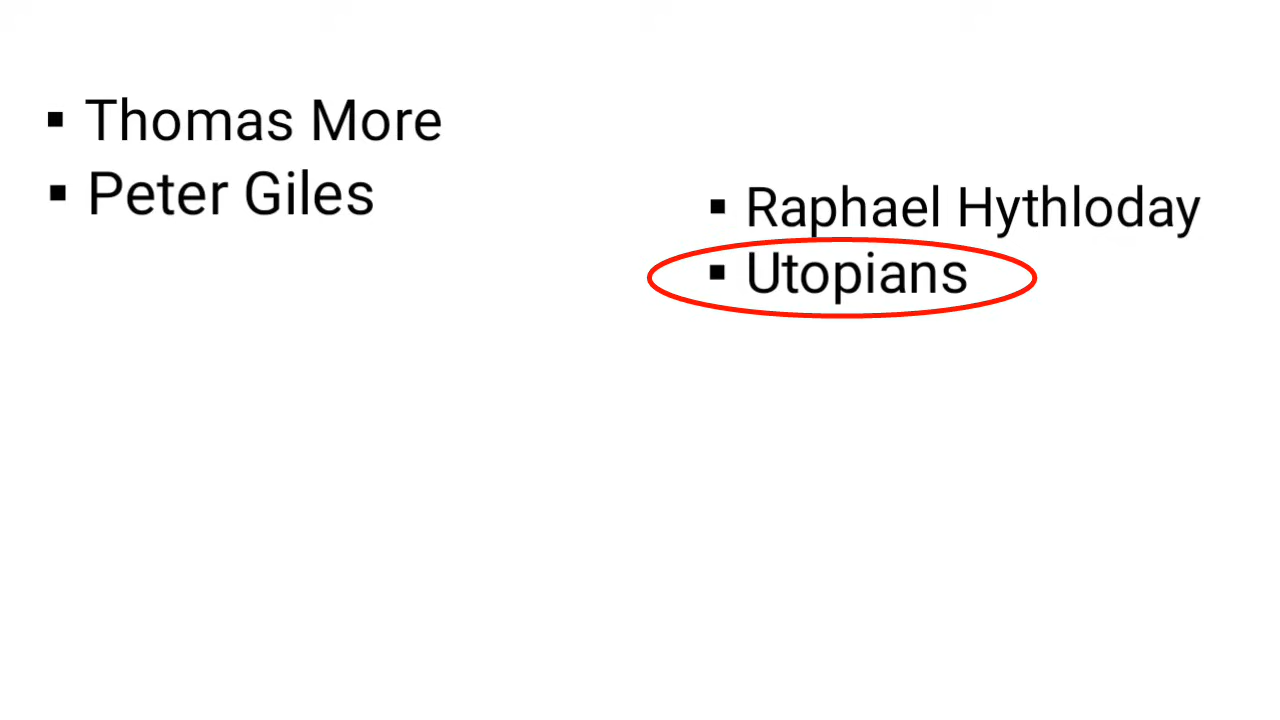 ▪ Thomas More
▪ Peter Giles
▪ Raphael Hythloday
▪ Utopians